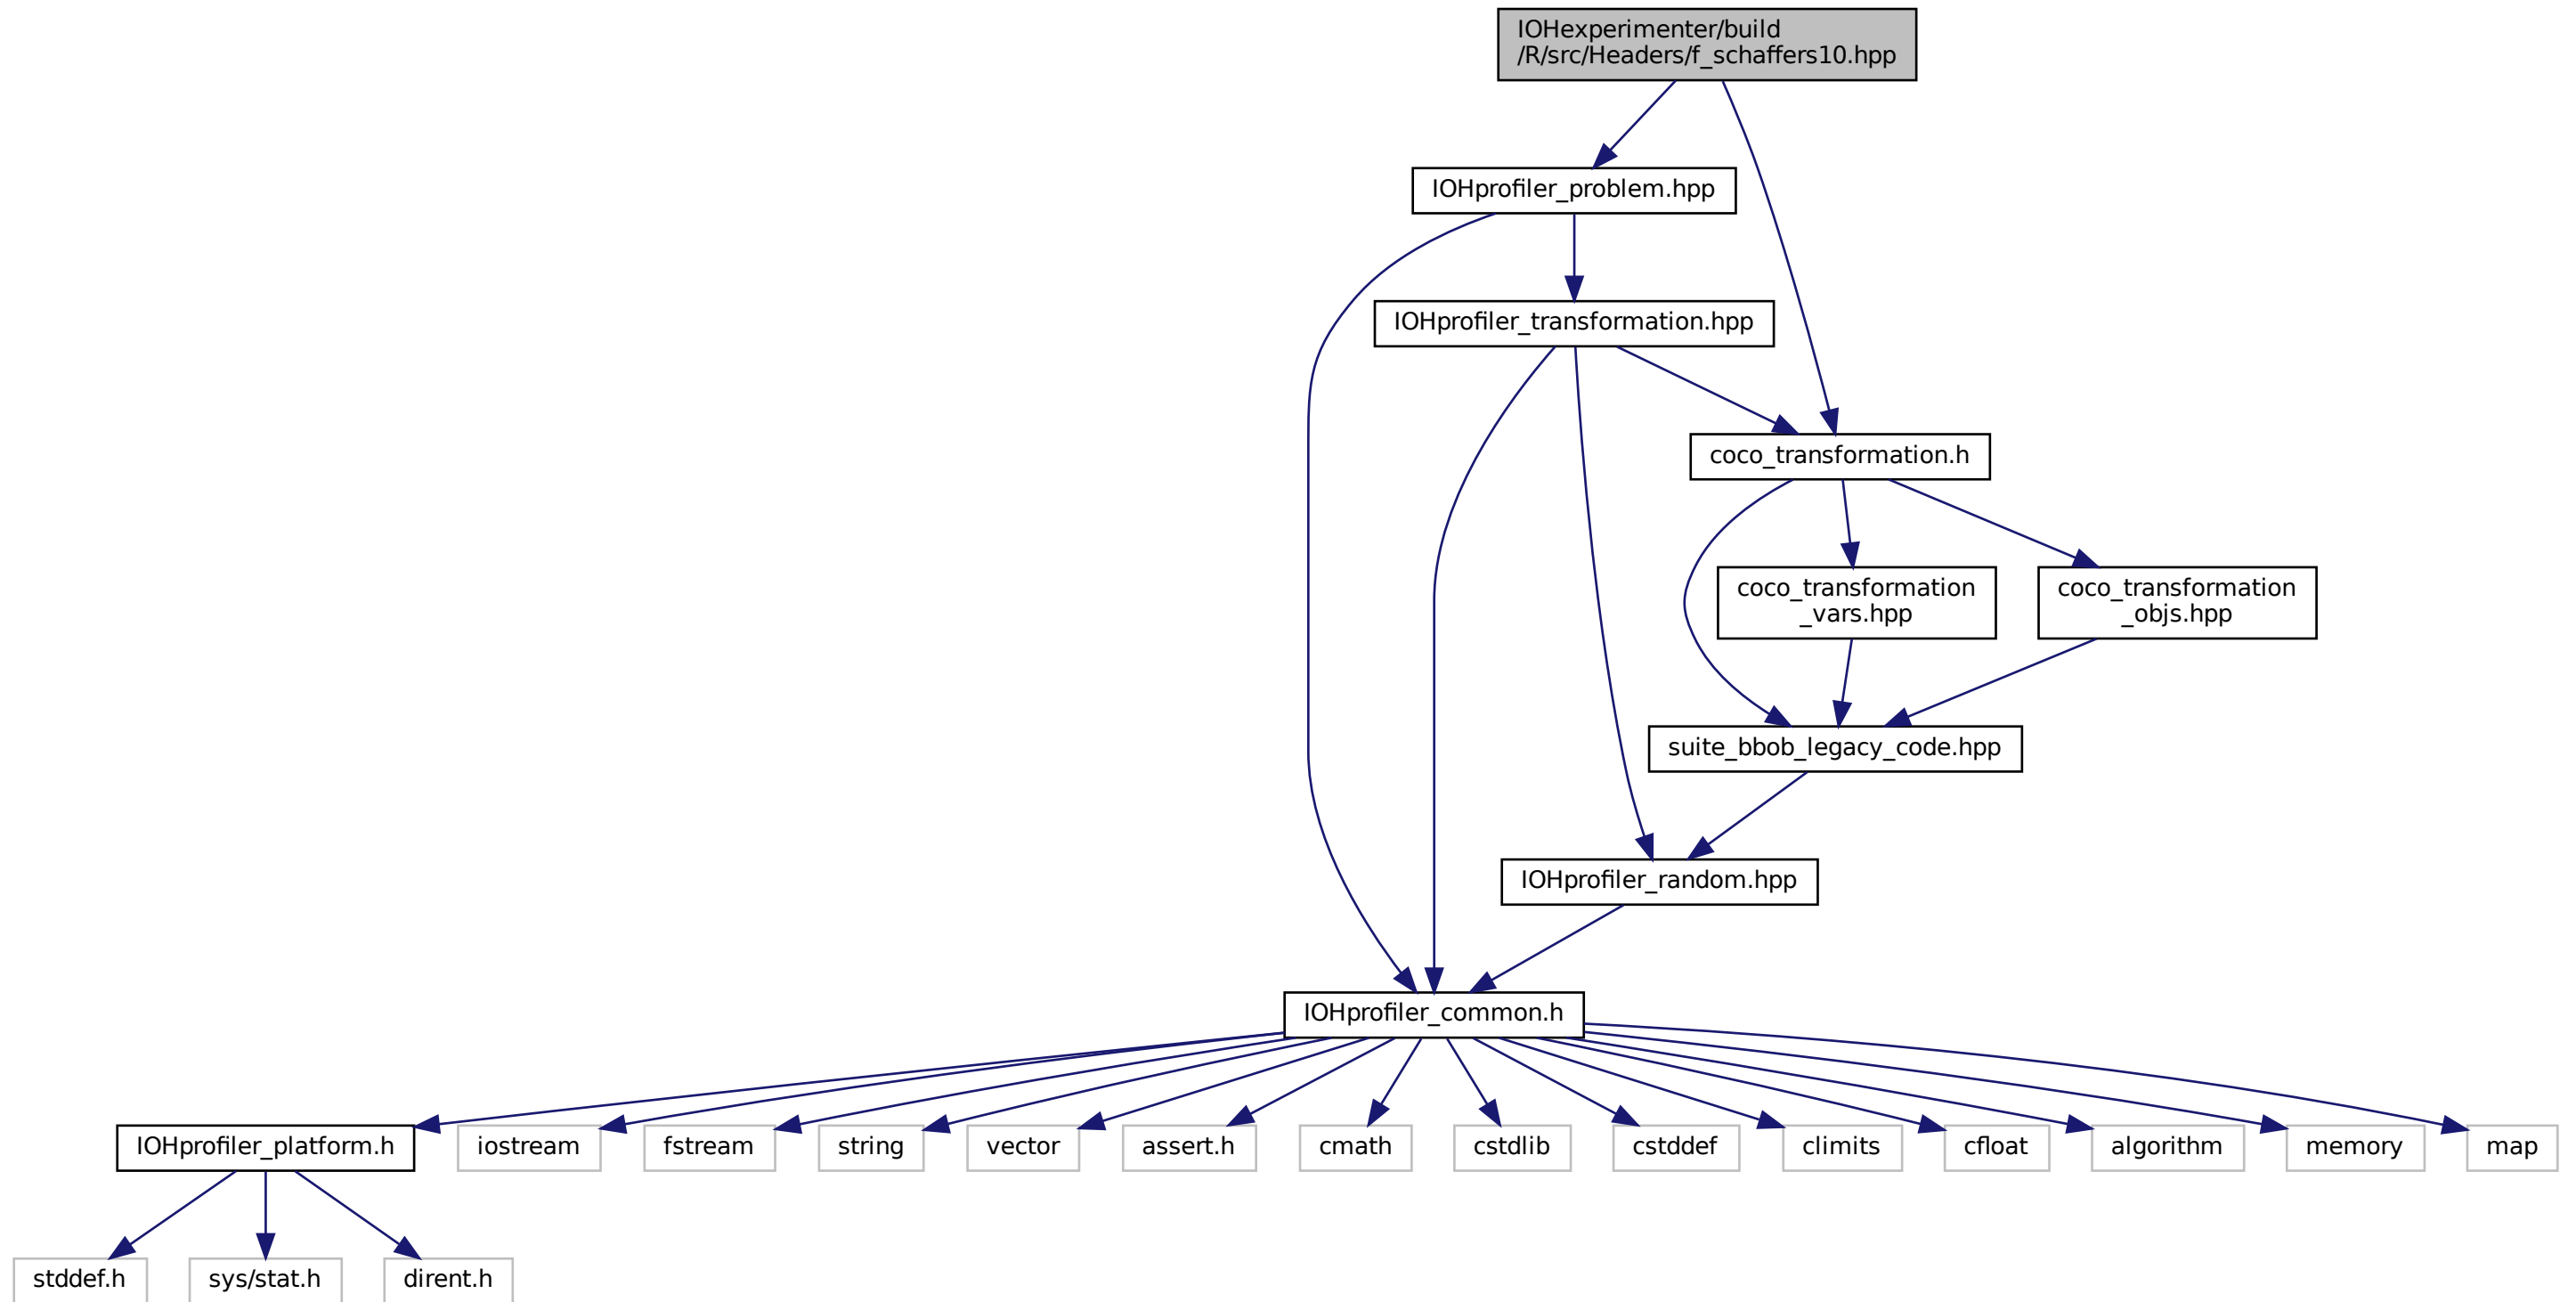 IOHexperimenter/build
/R/src/Headers/f_schaffers10.hpp
IOHprofiler_problem.hpp
IOHprofiler_transformation.hpp
coco_transformation.h
coco_transformation
_vars.hpp
coco_transformation
_objs.hpp
suite_bbob_legacy_code.hpp
IOHprofiler_random.hpp
IOHprofiler_common.h
IOHprofiler_platform.h
iostream
fstream
string
vector
assert.h
cmath
cstdlib
cstddef
climits
cfloat
algorithm
memory
map
stddef.h
sys/stat.h
dirent.h